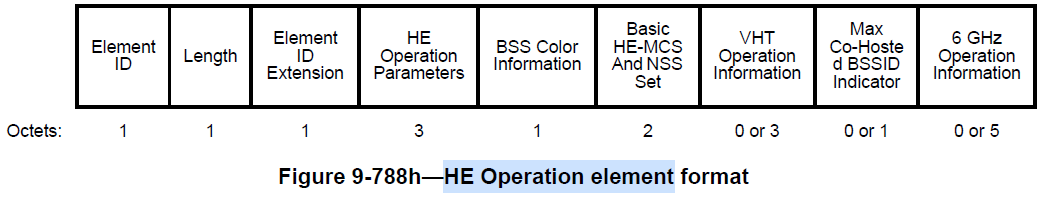 Element ID
Length
Element ID Extension
HE Operation Parameters
BSS Color Information
Basic HE-MCS And NSS Set
VHT Operation Information
Max Co-Hoste d BSSID Indicator
6 GHz Operation Information
Octets: 1 1 1 3 1 2 0 or 3 0 or 1 0 or 5
Figure 9-788h—HE Operation element format